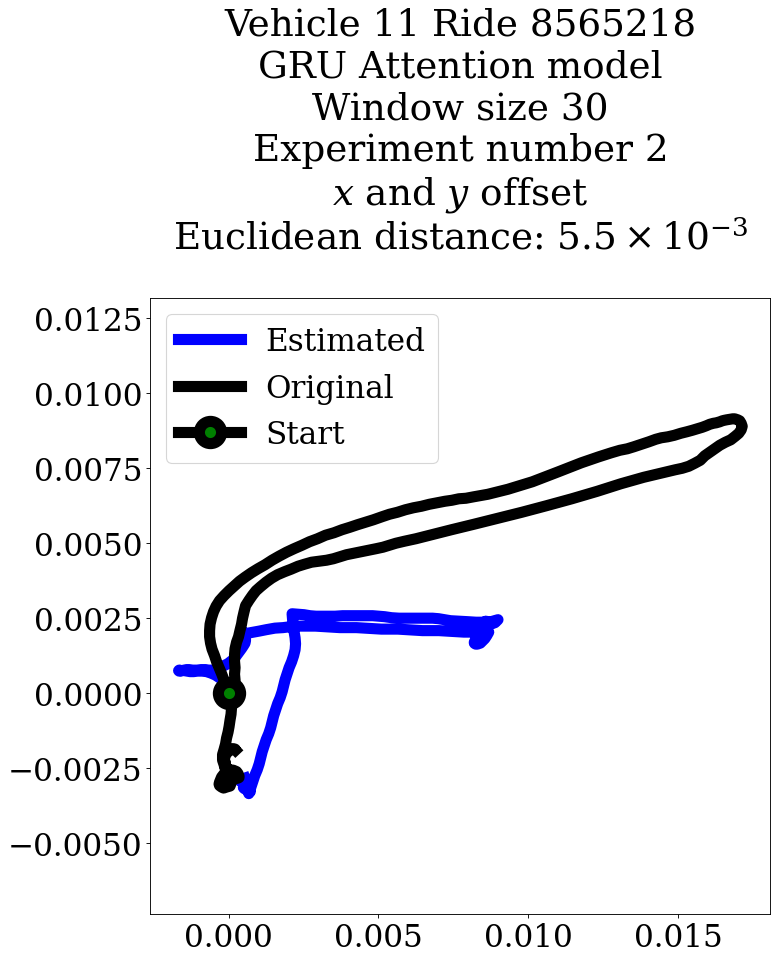 Vehicle 11 Ride 8565218
GRU Attention model
Window size 30
Experiment number 2
x and y offset
Euclidean distance: 5.5 × 10⁻³
Estimated
Original
Start
0.0125
0.0100
0.0075
0.0050
0.0025
0.0000
−0.0025
−0.0050
0.000 0.005 0.010 0.015